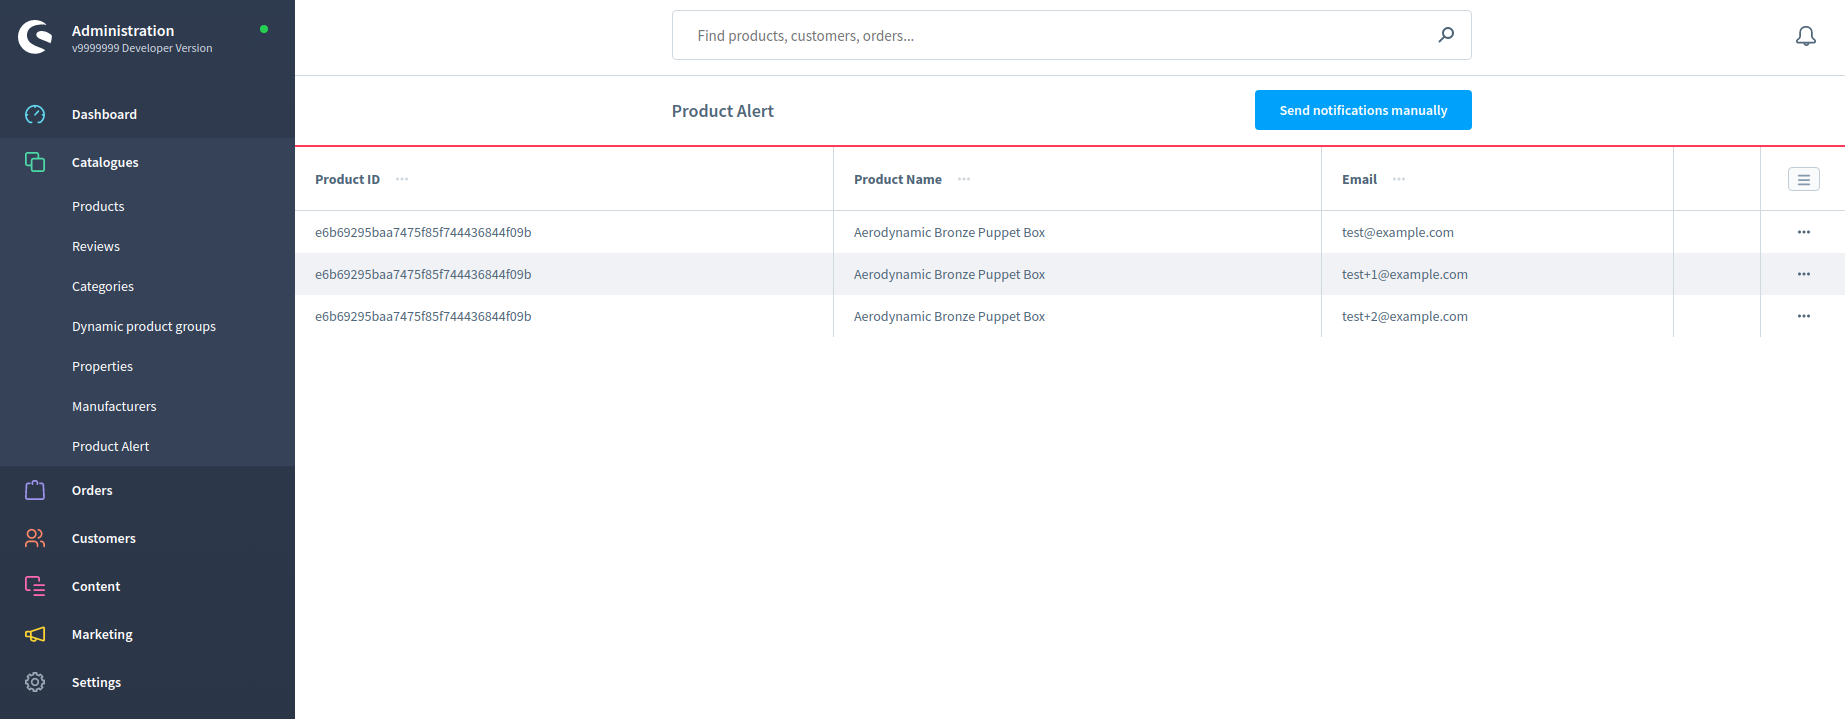 Administration
v9999999 Developer Version
Find products, customers, orders...
Dashboard
Catalogues
Products
Reviews
Categories
Dynamic product groups
Properties
Manufacturers
Product Alert
Orders
Customers
Content
Marketing
Settings
Product Alert
Send notifications manually
Product ID Product Name Email
e6b69295baa7475f85f744436844f09b Aerodynamic Bronze Puppet Box test@example.com
e6b69295baa7475f85f744436844f09b Aerodynamic Bronze Puppet Box test+1@example.com
e6b69295baa7475f85f744436844f09b Aerodynamic Bronze Puppet Box test+2@example.com